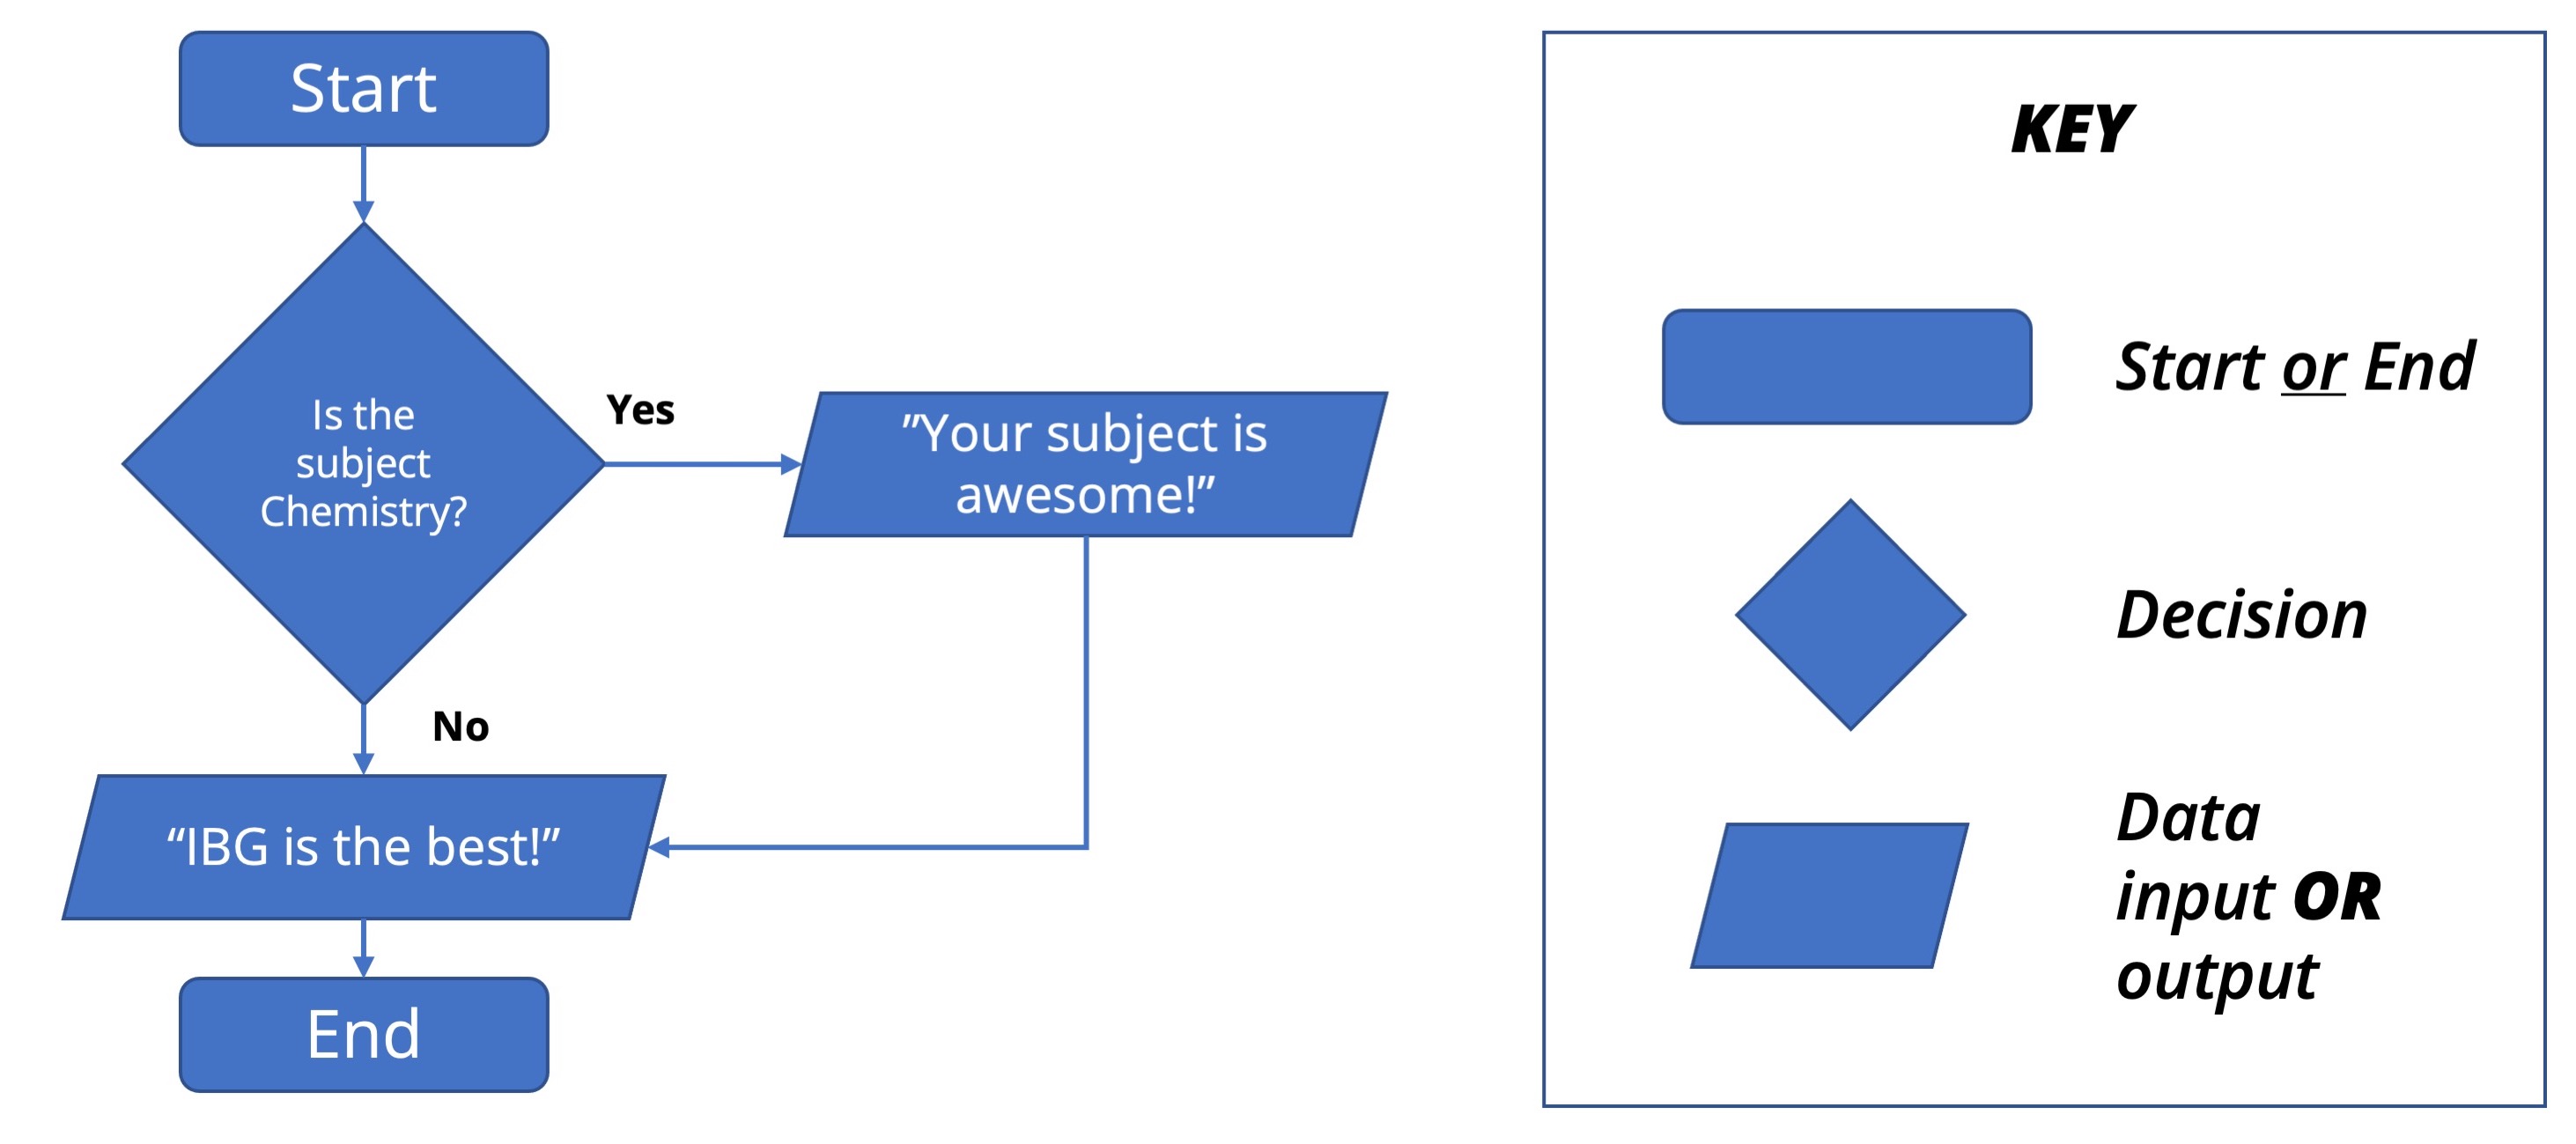 Start
Is the
subject
Chemistry?
Yes
”Your subject is
awesome!”
No
“IBG is the best!”
End
KEY
Start or End
Decision
Data
input OR
output